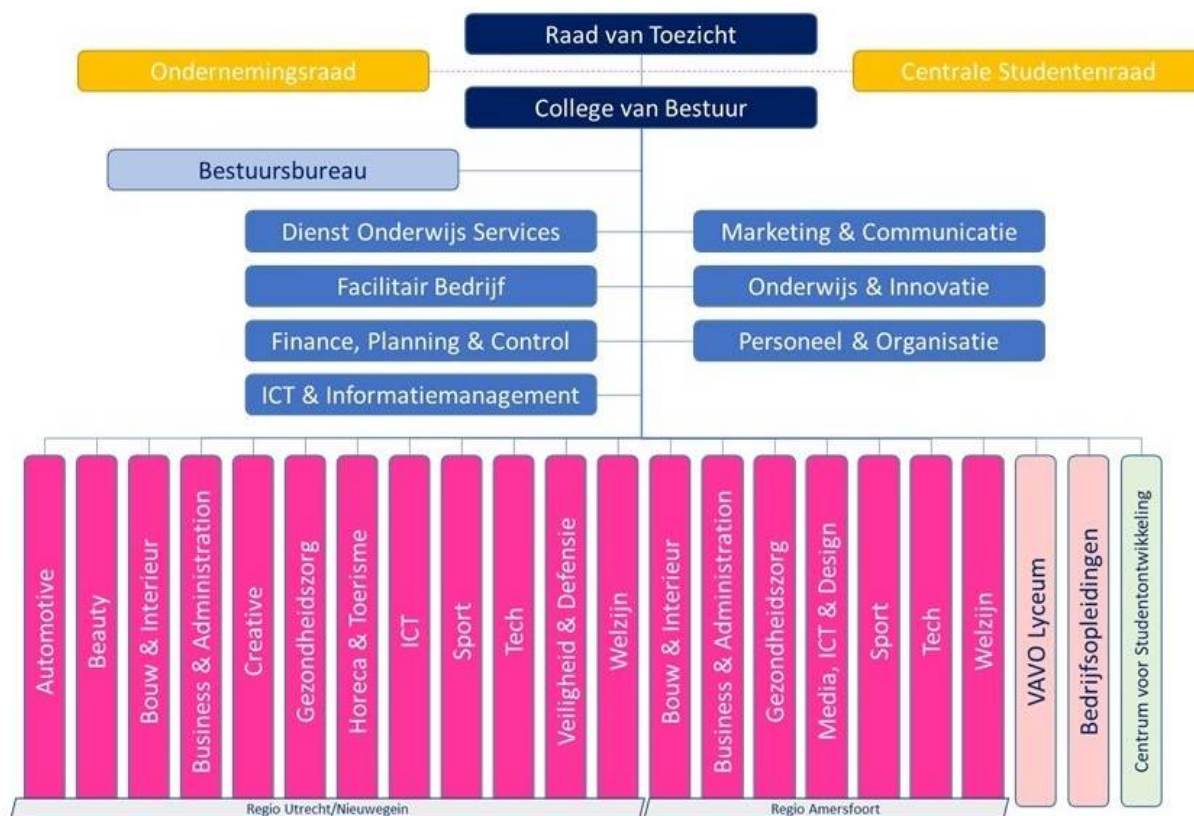 Raad van Toezicht
Ondernemingsraad
Centrale Studentenraad
College van Bestuur
Bestuursbureau
Dienst Onderwijs Services
Marketing & Communicatie
Facilitair Bedrijf
Onderwijs & Innovatie
Finance, Planning & Control
Personeel & Organisatie
ICT & Informatiemanagement
Automotive
Beauty
Bouw & Interieur
Business & Administration
Creative
Gezondheidszorg
Horeca & Toerisme
ICT
Sport
Tech
Veiligheid & Defensie
Welzijn
Bouw & Interieur
Business & Administration
Gezondheidszorg
Media, ICT & Design
Sport
Tech
Welzijn
VAVO Lyceum
Bedrijfsopleidingen
Centrum voor Studentontwikkeling
Regio Utrecht/Nieuwegein
Regio Amersfoort